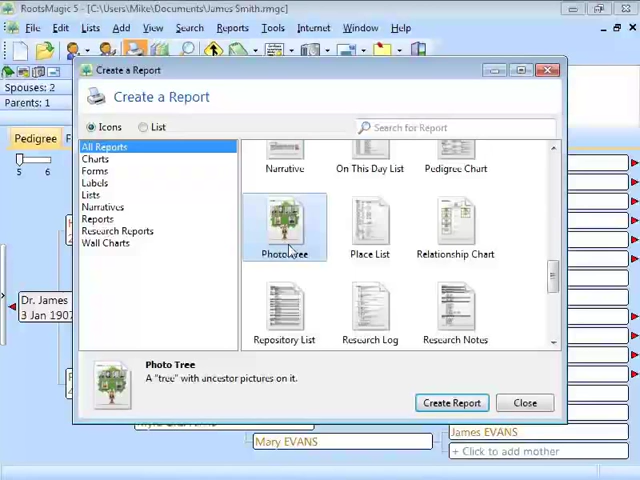 RootsMagic 5 - [C:\Users\Mike\Documents\James Smith.rmgc]
File Edit Lists Add View Search Reports Tools Internet Window Help
Spouses: 2
Parents: 1
Pedigree
5 6
Dr. James
3 Jan 1907
Create a Report
Create a Report
Icons List Search for Report
All Reports
Charts
Forms
Labels
Lists
Narratives
Reports
Research Reports
Wall Charts
Narrative On This Day List Pedigree Chart
Photo Tree Place List Relationship Chart
Repository List Research Log Research Notes
Photo Tree
A "tree" with ancestor pictures on it.
Create Report Close
Mary EVANS
James EVANS
+ Click to add mother